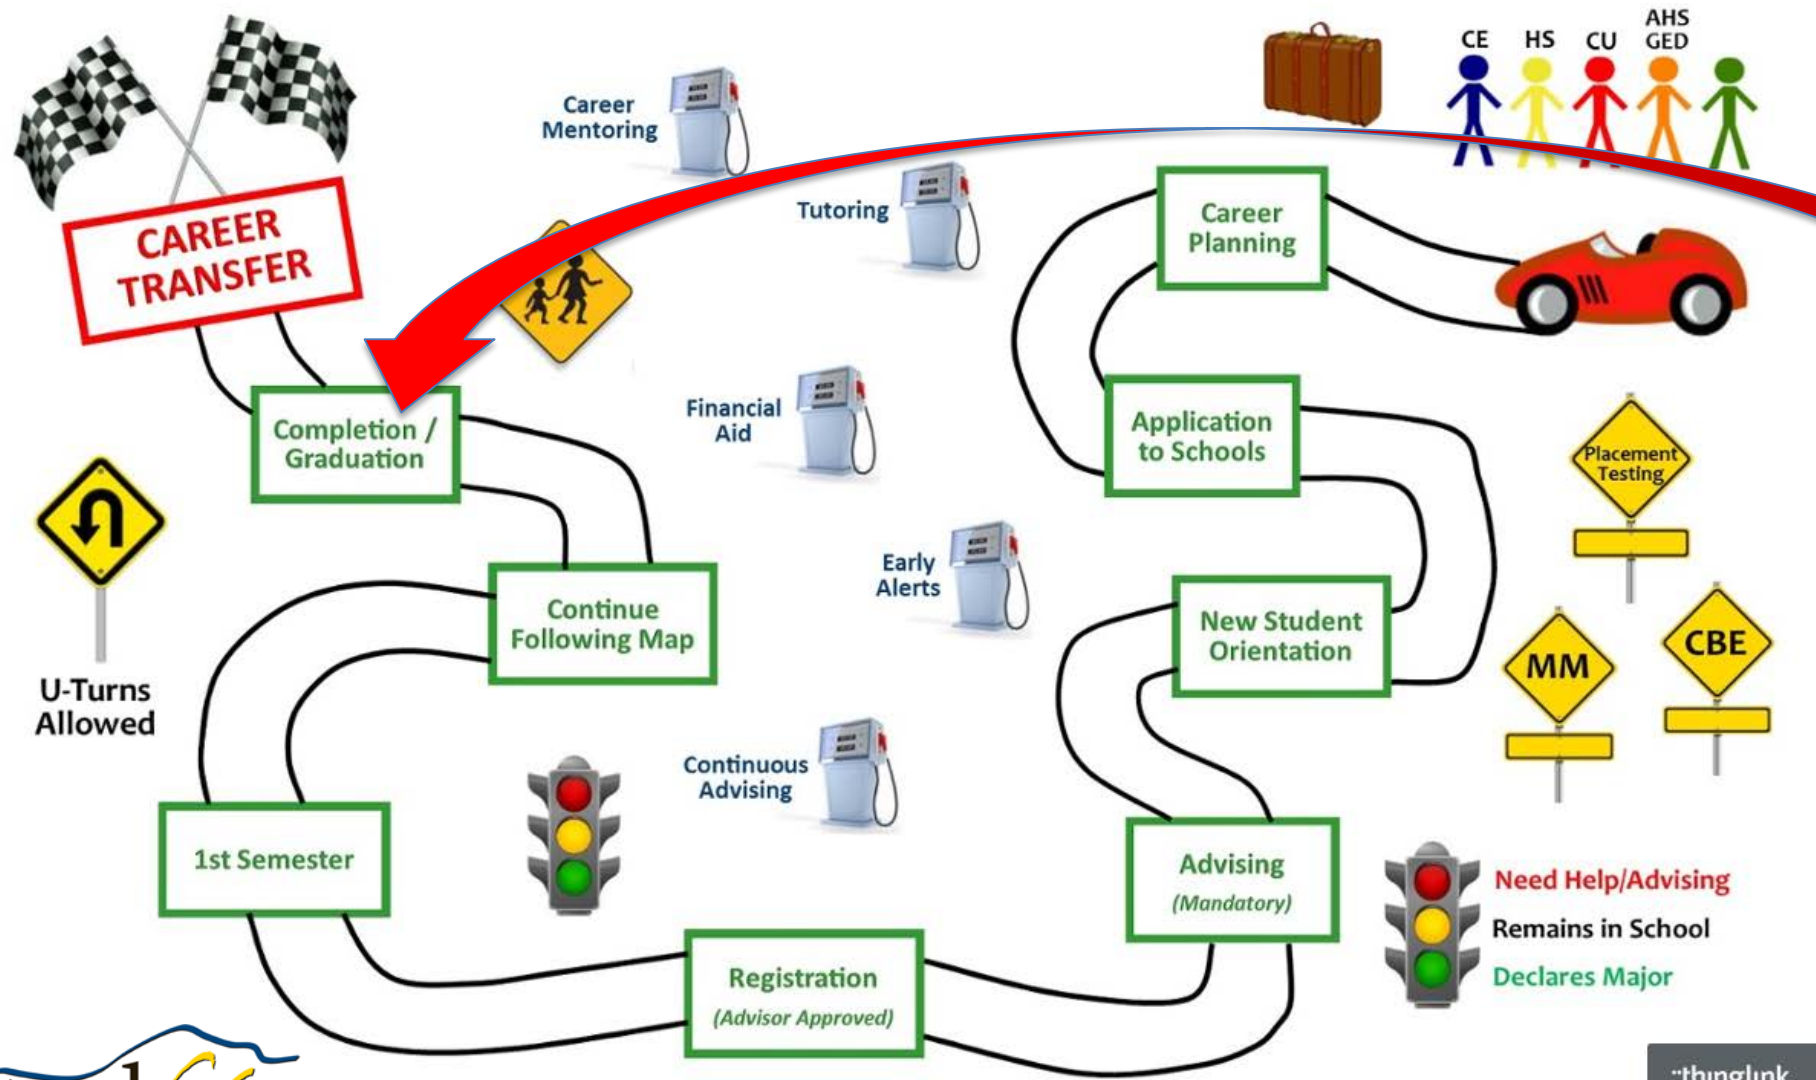 CE
HS
CU
AHS
GED
Career
Mentoring
Tutoring
Career
Planning
CAREER
TRANSFER
Financial
Aid
Application
to Schools
Completion /
Graduation
Placement
Testing
Early
Alerts
New Student
Orientation
Continue
Following Map
MM
CBE
U-Turns
Allowed
Continuous
Advising
1st Semester
Advising
(Mandatory)
Need Help/Advising
Remains in School
Declares Major
Registration
(Advisor Approved)
thinglink